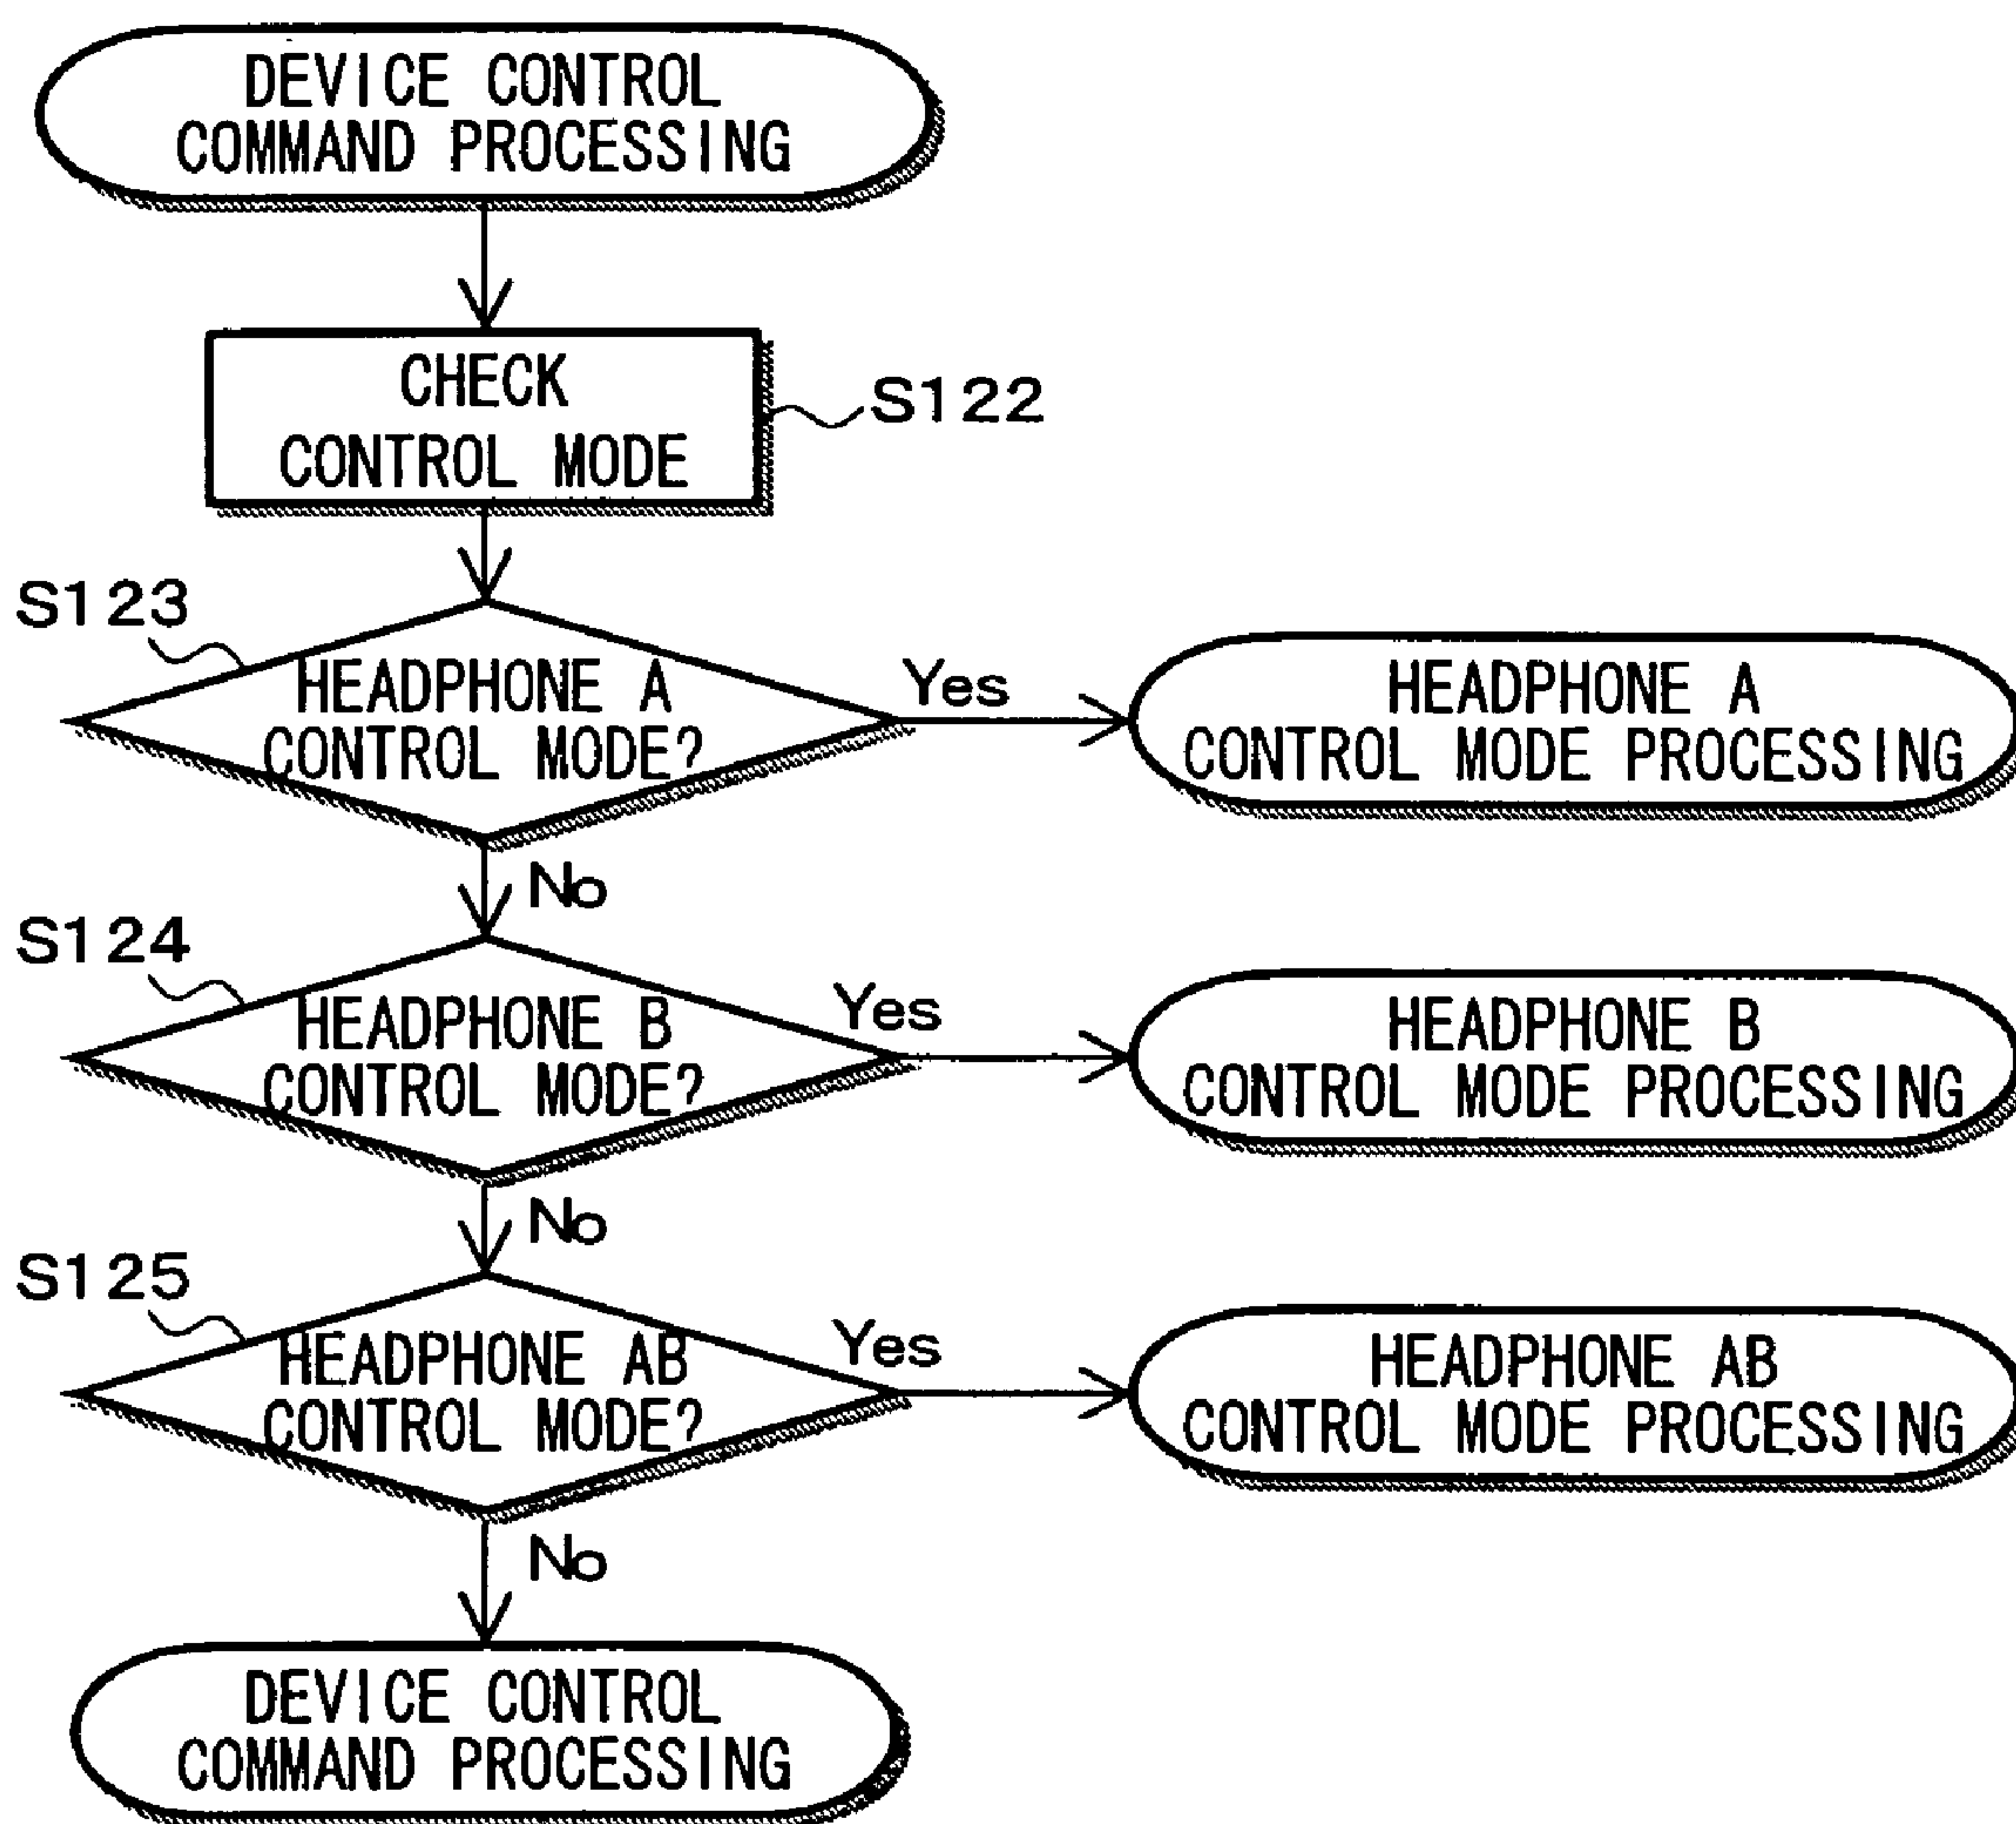 DEVICE CONTROL
COMMAND PROCESSING
CHECK
CONTROL MODE
S122
S123
HEADPHONE A
CONTROL MODE?
Yes
HEADPHONE A
CONTROL MODE PROCESSING
No
S124
HEADPHONE B
CONTROL MODE?
Yes
HEADPHONE B
CONTROL MODE PROCESSING
No
S125
HEADPHONE AB
CONTROL MODE?
Yes
HEADPHONE AB
CONTROL MODE PROCESSING
No
DEVICE CONTROL
COMMAND PROCESSING